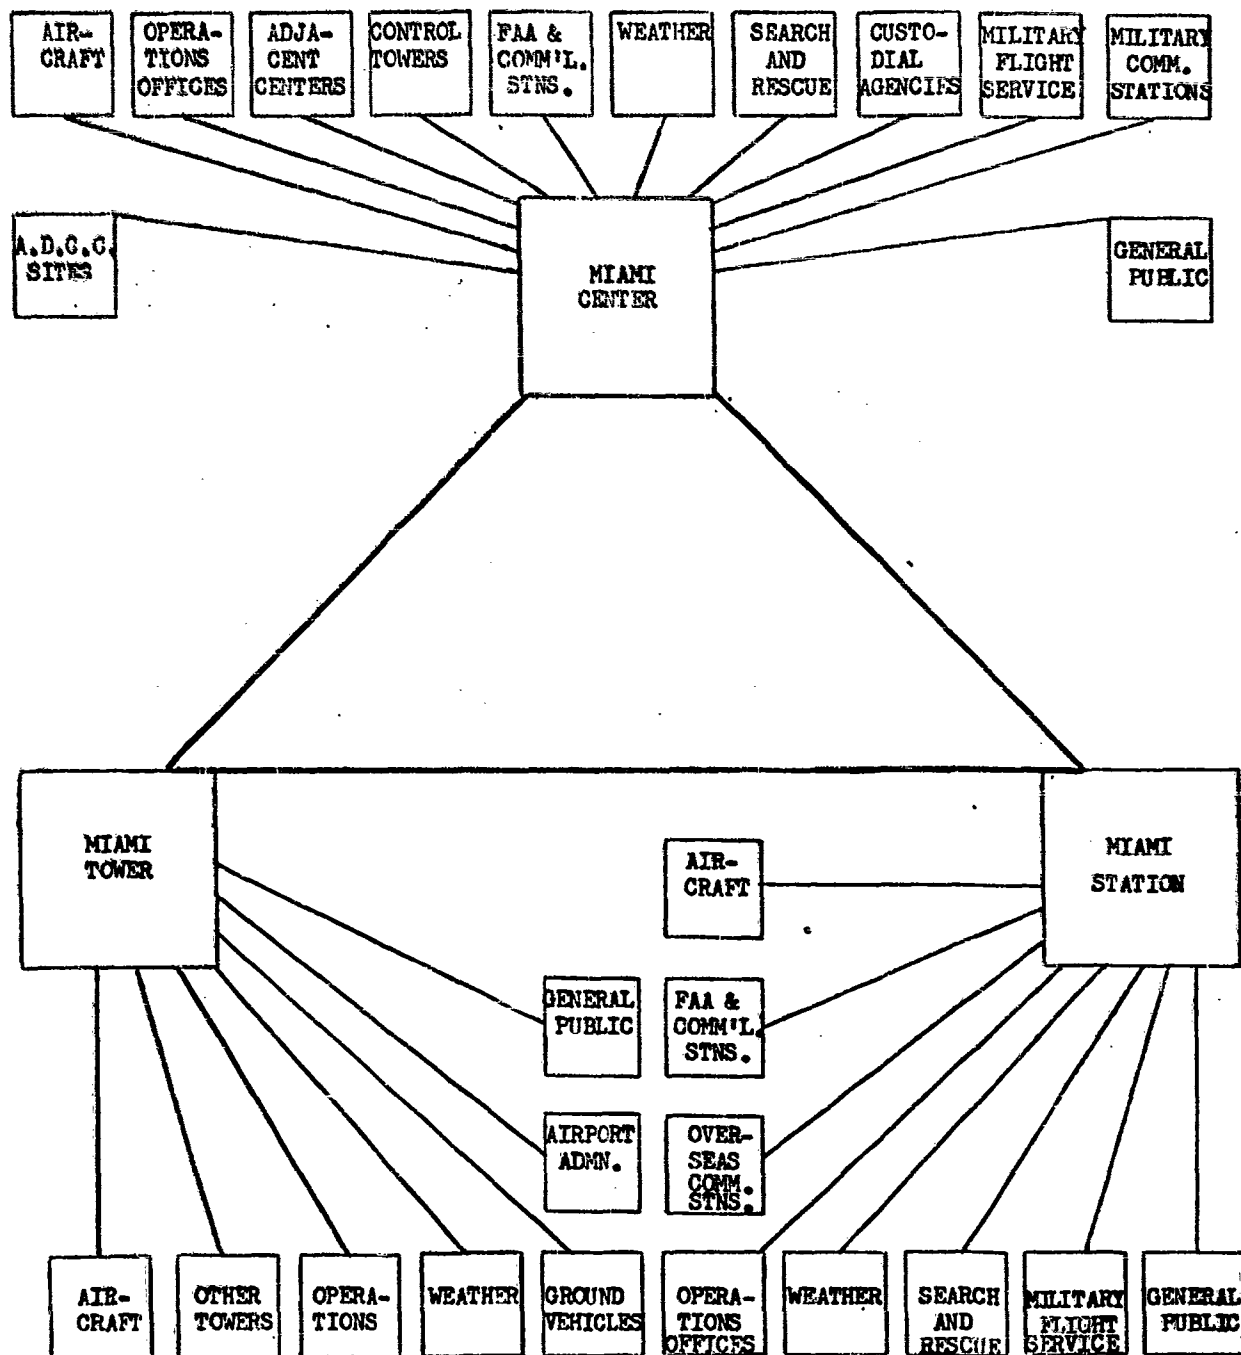 AIR-
CRAFT
OPERA-
TIONS
OFFICES
ADJA-
CENT
CENTERS
CONTROL
TOWERS
FAA &
COMM'L.
STNS.
WEATHER
SEARCH
AND
RESCUE
CUSTO-
DIAL
AGENCIES
MILITARY
FLIGHT
SERVICE
MILITARY
COMM.
STATIONS
A.D.C.C.
SITES
MIAMI
CENTER
GENERAL
PUBLIC
MIAMI
TOWER
AIR-
CRAFT
MIAMI
STATION
GENERAL
PUBLIC
FAA &
COMM'L.
STNS.
AIRPORT
ADMN.
OVER-
SEAS
COMM.
STNS.
AIR-
CRAFT
OTHER
TOWERS
OPERA-
TIONS
WEATHER
GROUND
VEHICLES
OPERA-
TIONS
OFFICES
WEATHER
SEARCH
AND
RESCUE
MILITARY
FLIGHT
SERVICE
GENERAL
PUBLIC